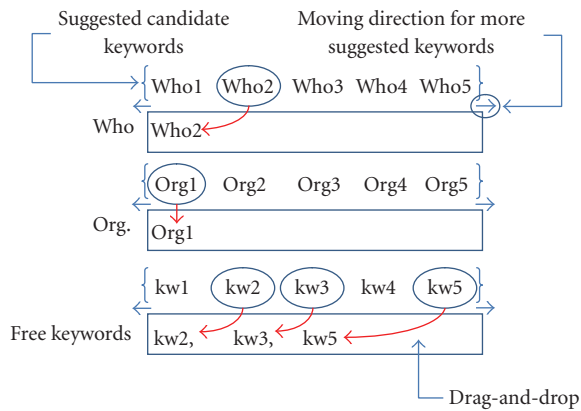 Suggested candidate
keywords
Moving direction for more
suggested keywords
Who1 Who2 Who3 Who4 Who5
Who
Who2
Org1 Org2 Org3 Org4 Org5
Org.
Org1
kw1 kw2 kw3 kw4 kw5
Free keywords
kw2, kw3, kw5
Drag-and-drop